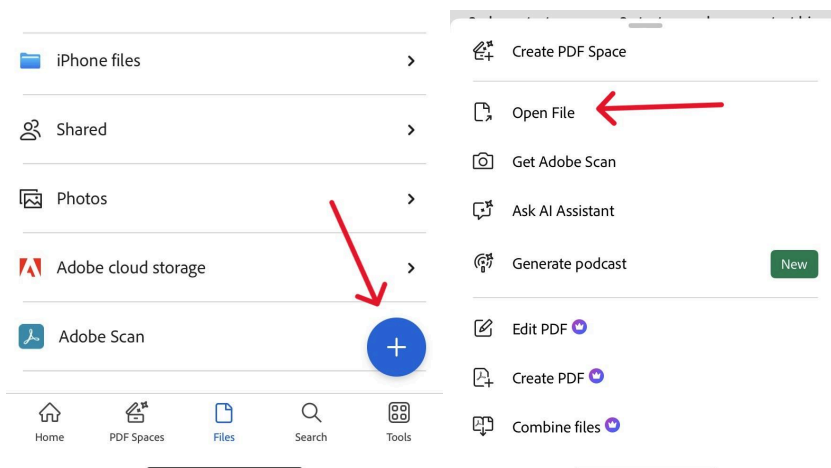 iPhone files
Shared
Photos
Adobe cloud storage
Adobe Scan
Home
PDF Spaces
Files
Search
Tools
Create PDF Space
Open File
Get Adobe Scan
Ask AI Assistant
Generate podcast
New
Edit PDF
Create PDF
Combine files